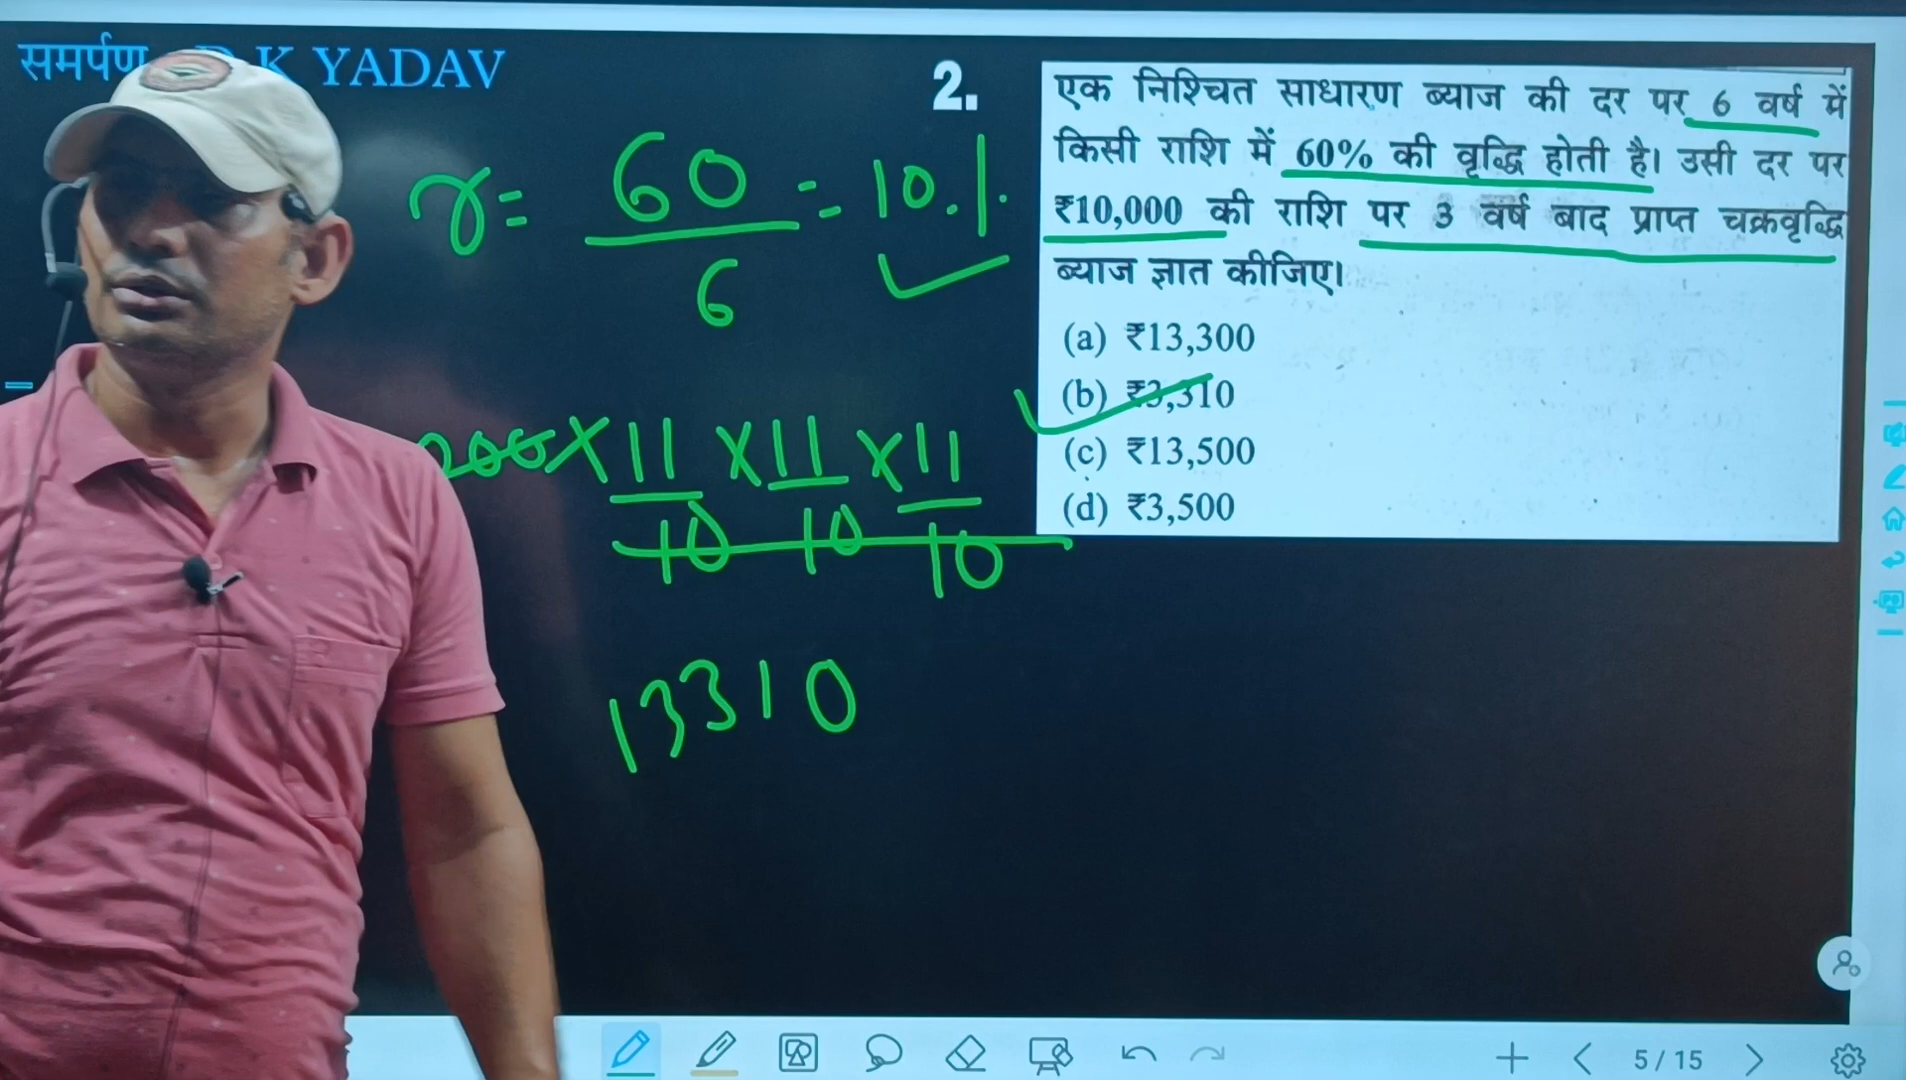 समर्पण D K YADAV
2.
एक निश्चित साधारण ब्याज की दर पर 6 वर्ष में
किसी राशि में 60% की वृद्धि होती है। उसी दर पर
₹10,000 की राशि पर 3 वर्ष बाद प्राप्त चक्रवृद्धि
ब्याज ज्ञात कीजिए।
(a) ₹13,300
(b) ₹3,310
(c) ₹13,500
(d) ₹3,500
r = 60/6 = 10%
× 11/10 × 11/10 × 11/10
13310
5/15